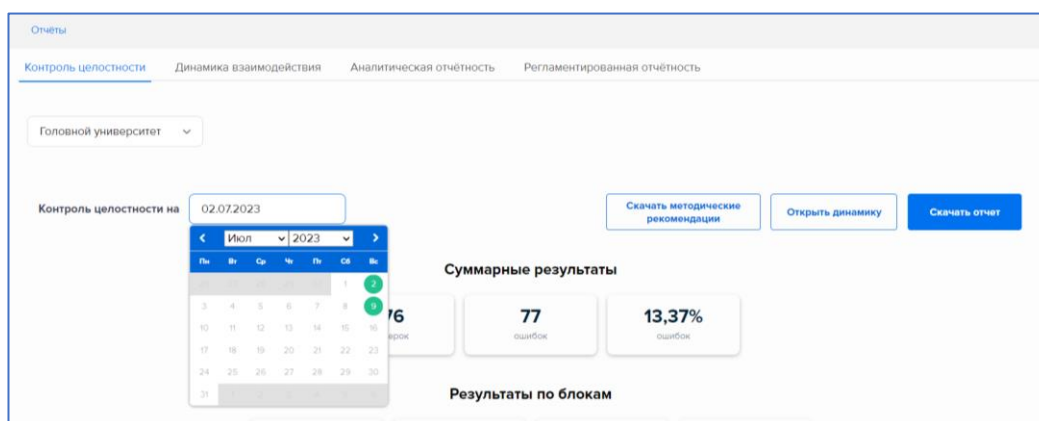 Отчёты
Контроль целостности Динамика взаимодействия Аналитическая отчётность Регламентированная отчётность
Головной университет
Контроль целостности на 02.07.2023
Скачать методические
рекомендации
Открыть динамику
Скачать отчет
Июл 2023
Пн Вт Ср Чт Пт Сб Вс
1 2
3 4 5 6 7 8 9
10 11 12 13 14 15 16
17 18 19 20 21 22 23
24 25 26 27 28 29 30
31
Суммарные результаты
77 13,37%
ошибок ошибок
Результаты по блокам